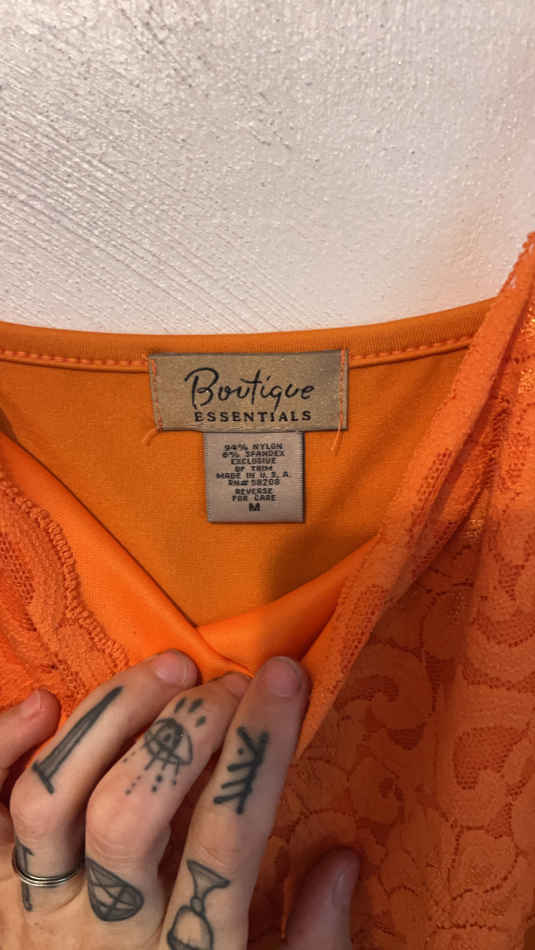 Boutique
ESSENTIALS
94% NYLON
6% SPANDEX
EXCLUSIVE
OF TRIM
MADE IN U.S.A.
RN# 58208
REVERSE
FOR CARE
M